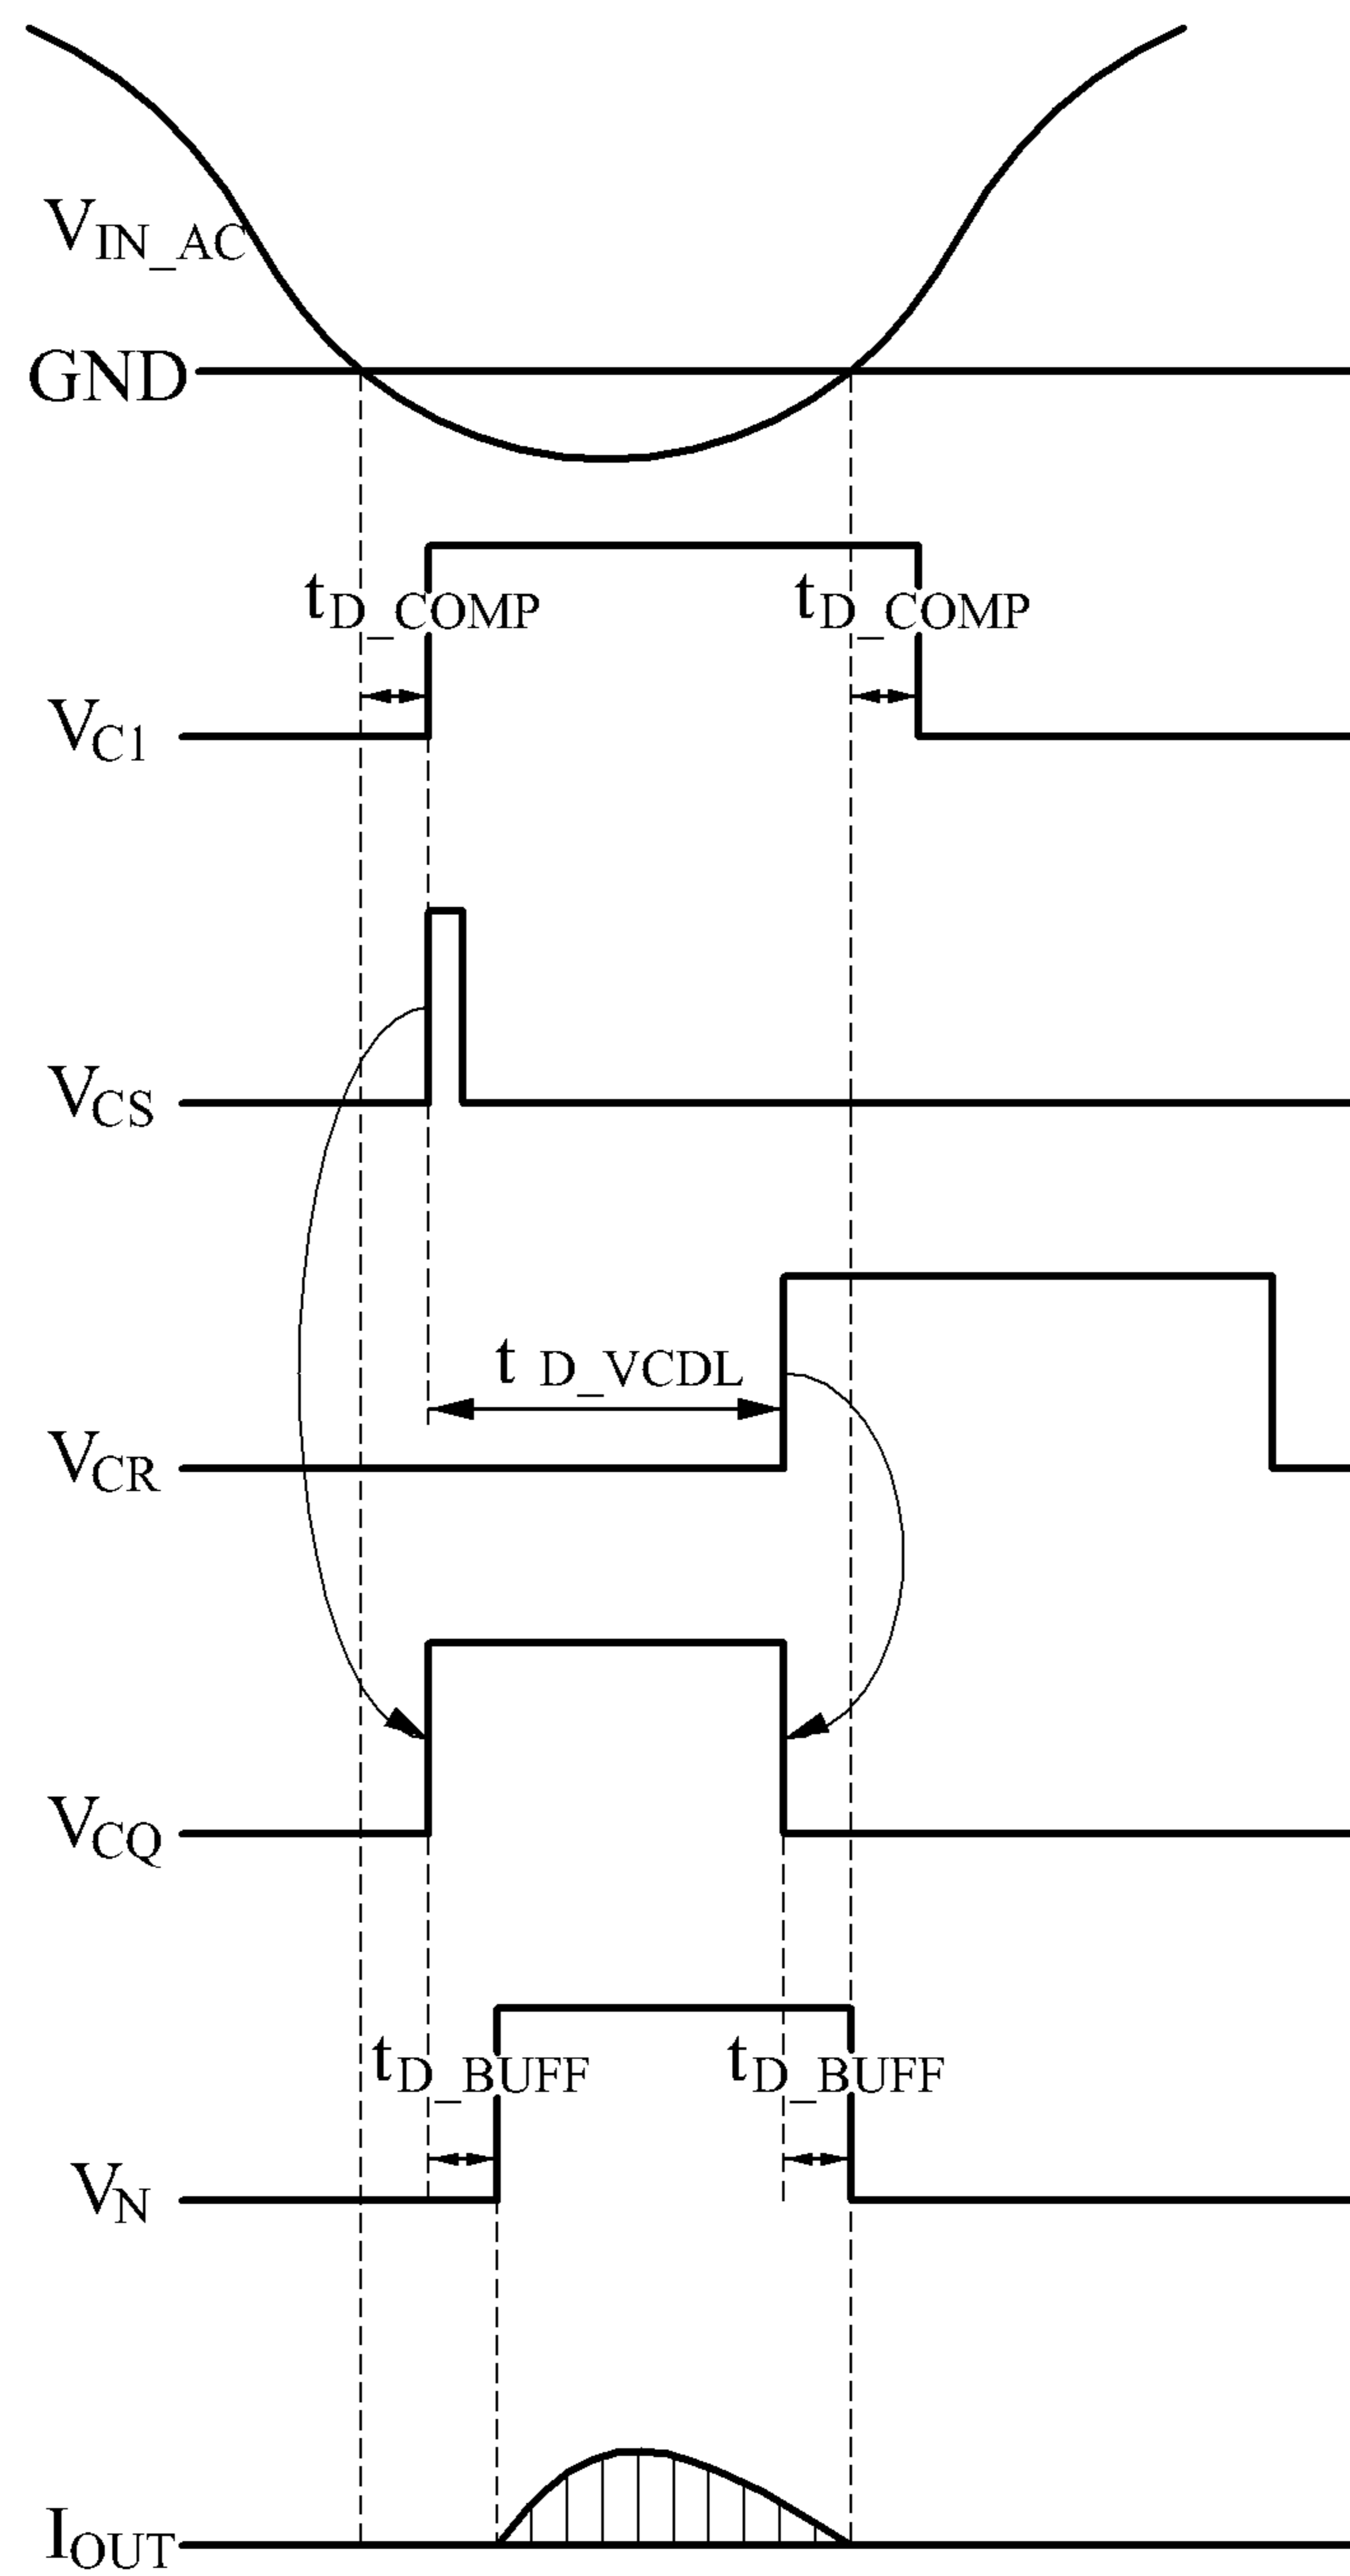 VIN_AC
GND
tD_COMP tD_COMP
VC1
VCS
t D_VCDL
VCR
VCQ
tD_BUFF tD_BUFF
VN
IOUT